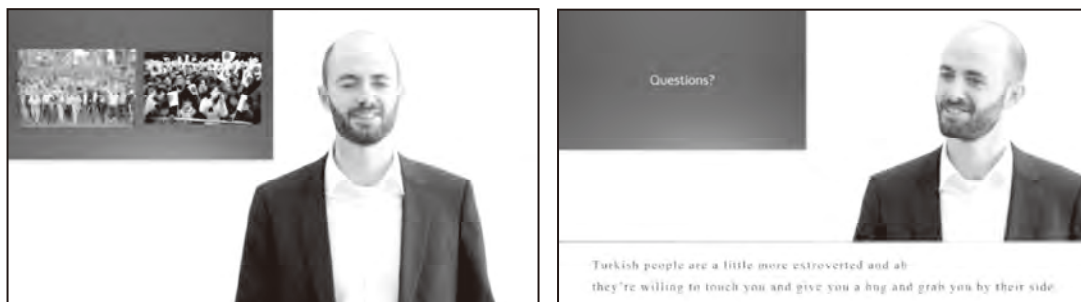 Questions?
Turkish people are a little more extroverted and ab
they're willing to touch you and give you a hug and grab you by their side.